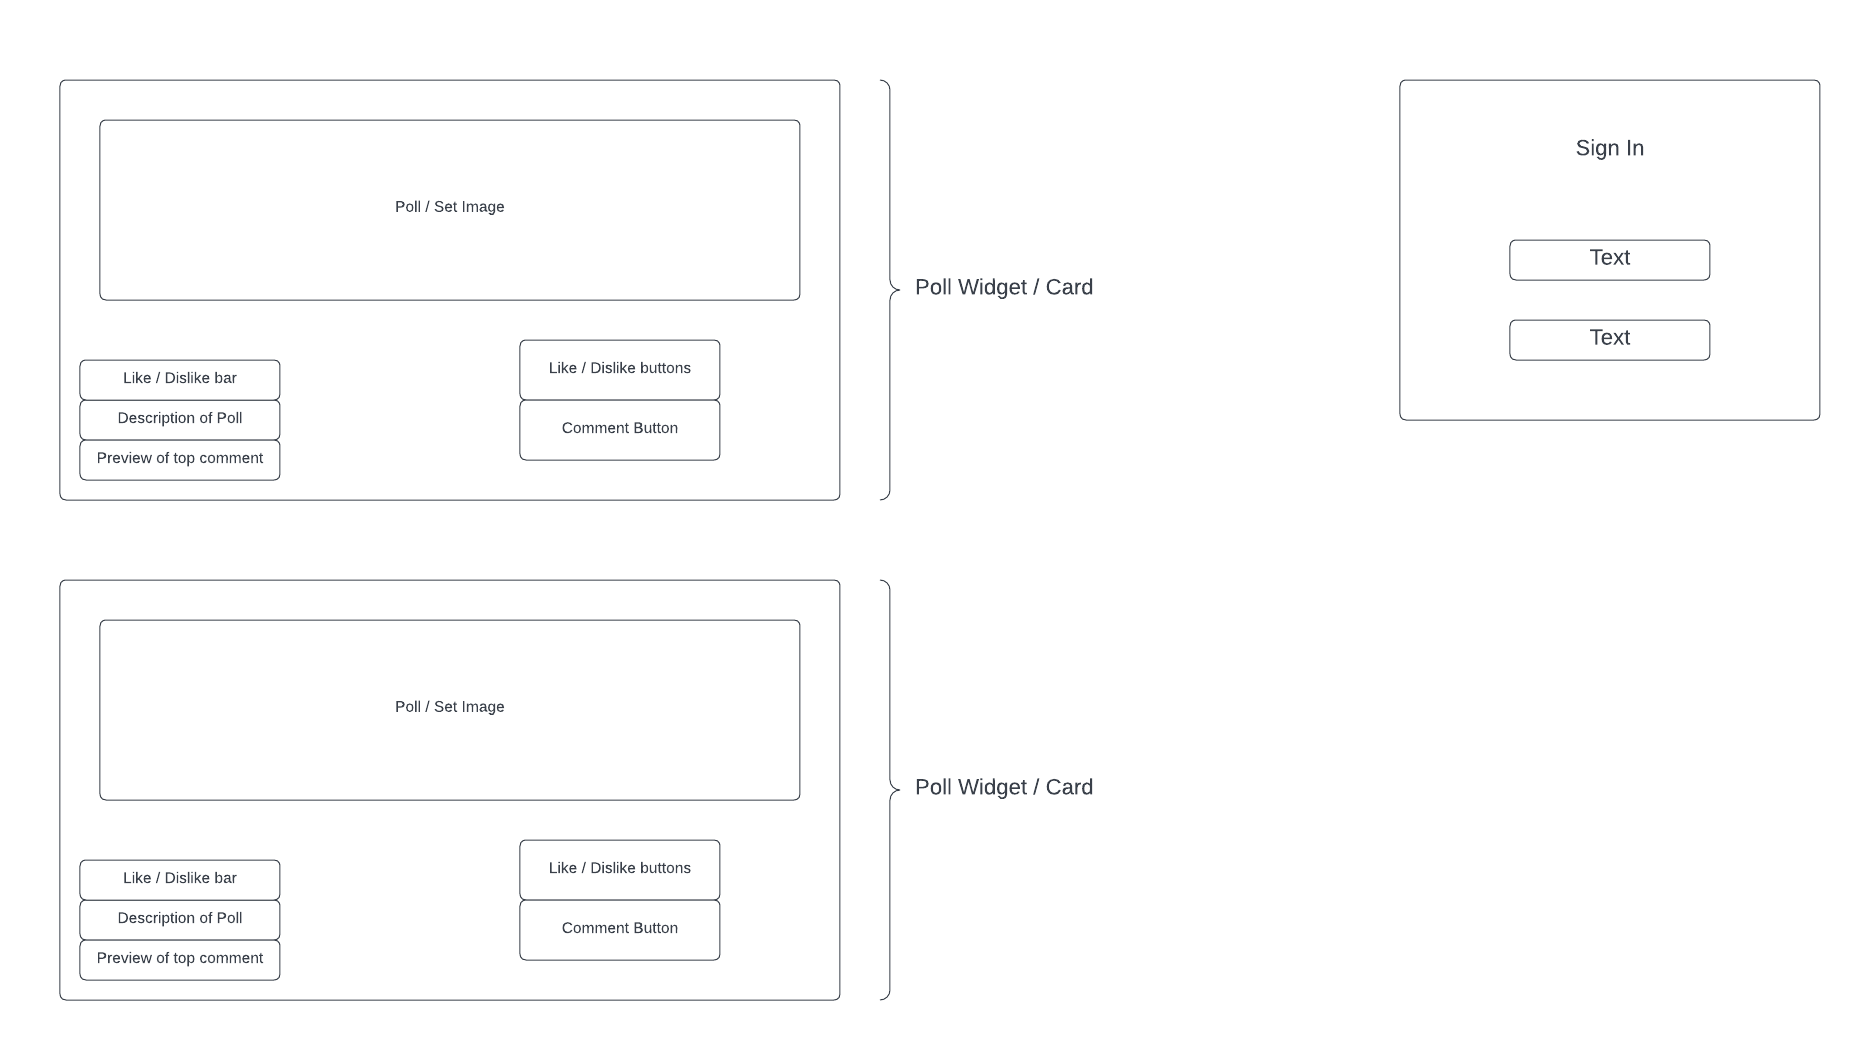 Poll / Set Image
Like / Dislike bar
Description of Poll
Preview of top comment
Like / Dislike buttons
Comment Button
Poll Widget / Card
Sign In
Text
Text
Poll / Set Image
Like / Dislike bar
Description of Poll
Preview of top comment
Like / Dislike buttons
Comment Button
Poll Widget / Card